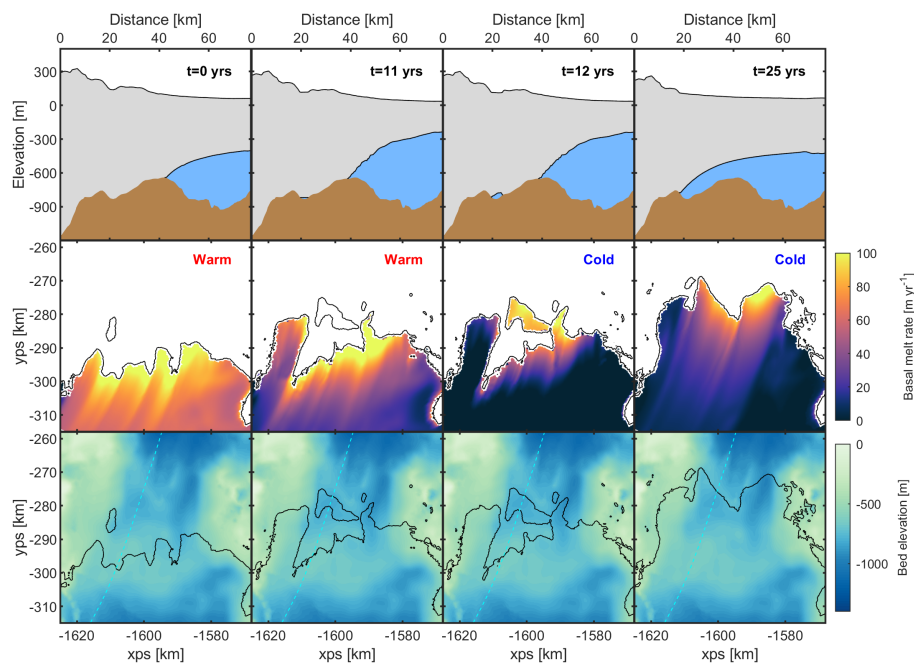 Distance [km] Distance [km] Distance [km] Distance [km]
0 20 40 60 0 20 40 60 0 20 40 60 0 20 40 60
300
0
-300
-600
-900
Elevation [m]
t=0 yrs t=11 yrs t=12 yrs t=25 yrs
-260
-270
-280
-290
-300
-310
yps [km]
Warm Warm Cold Cold
100
80
60
40
20
0
Basal melt rate [m yr-1]
-260
-270
-280
-290
-300
-310
yps [km]
0
-500
-1000
Bed elevation [m]
-1620 -1600 -1580 -1620 -1600 -1580 -1620 -1600 -1580 -1620 -1600 -1580
xps [km] xps [km] xps [km] xps [km]